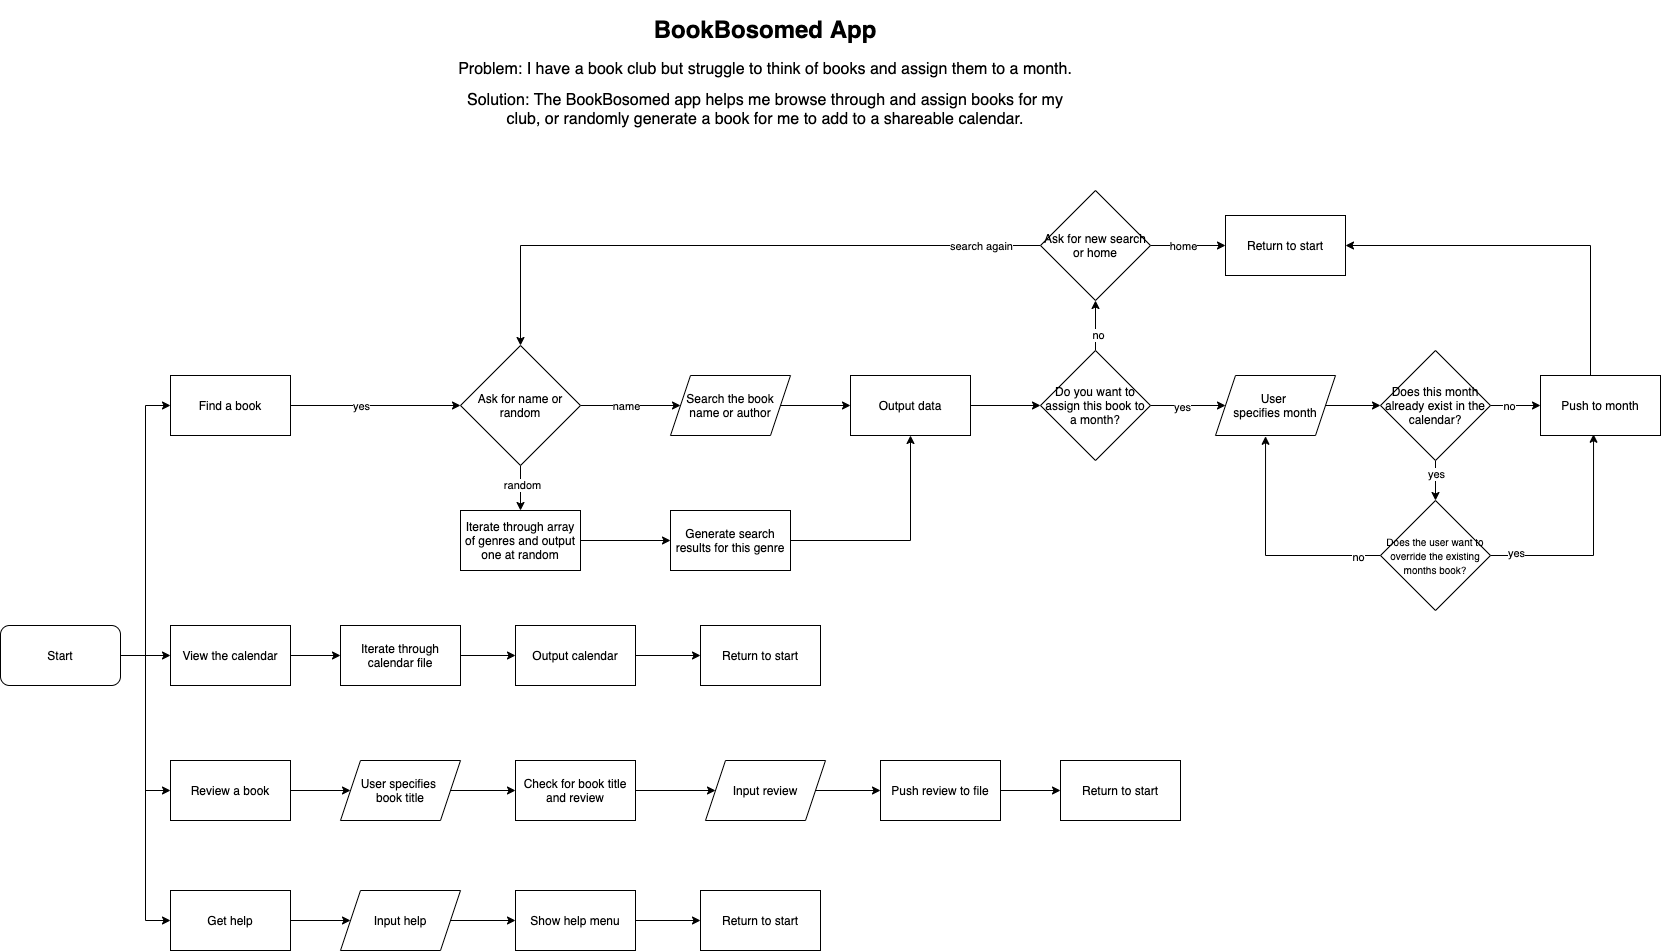 BookBosomed App
Problem: I have a book club but struggle to think of books and assign them to a month.
Solution: The BookBosomed app helps me browse through and assign books for my
club, or randomly generate a book for me to add to a shareable calendar.
Ask for new search
or home
search again
home
Return to start
no
Find a book
yes
Ask for name or
random
name
Search the book
name or author
Output data
Do you want to
assign this book to
a month?
yes
User
specifies month
Does this month
already exist in the
calendar?
no
Push to month
random
yes
Iterate through array
of genres and output
one at random
Generate search
results for this genre
no
Does the user want to
override the existing
months book?
yes
Start
View the calendar
Iterate through
calendar file
Output calendar
Return to start
Review a book
User specifies
book title
Check for book title
and review
Input review
Push review to file
Return to start
Get help
Input help
Show help menu
Return to start